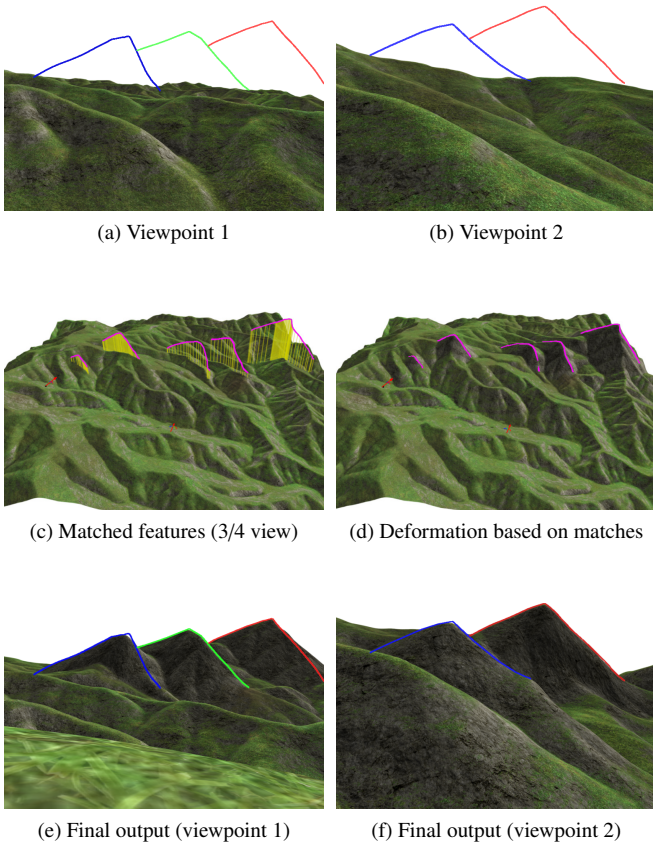 (a) Viewpoint 1
(b) Viewpoint 2
(c) Matched features (3/4 view)
(d) Deformation based on matches
(e) Final output (viewpoint 1)
(f) Final output (viewpoint 2)